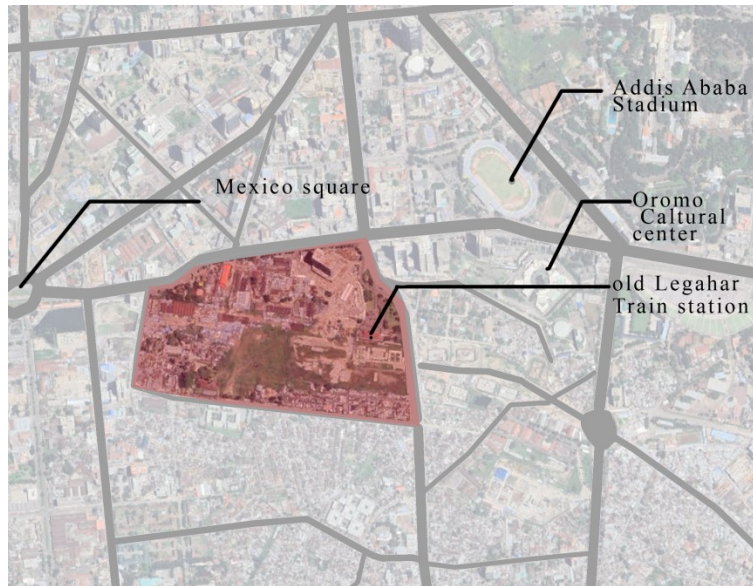 Addis Ababa
Stadium
Mexico square
Oromo
Caltural
center
old Legahar
Train station